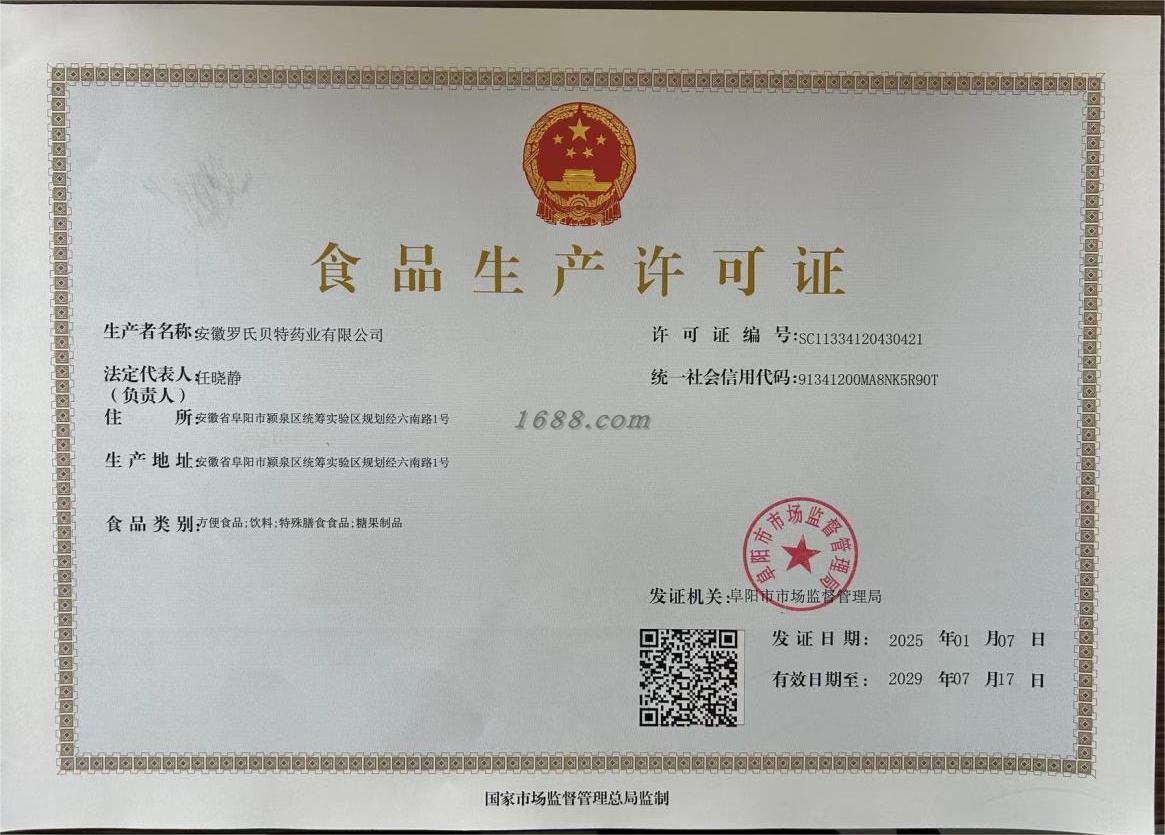 食品生产许可证
生产者名称:安徽罗氏贝特药业有限公司
许可证编号:SC11334120430421
法定代表人:任晓静
(负责人)
统一社会信用代码:91341200MA8NK5R90T
住所:安徽省阜阳市颍泉区统筹实验区规划经六南路1号
1688.com
生产地址:安徽省阜阳市颍泉区统筹实验区规划经六南路1号
食品类别:方便食品;饮料;特殊膳食食品;糖果制品
阜阳市市场监督管理局
发证机关:阜阳市市场监督管理局
发证日期: 2025 年01 月07 日
有效日期至: 2029 年07 月17 日
国家市场监督管理总局监制